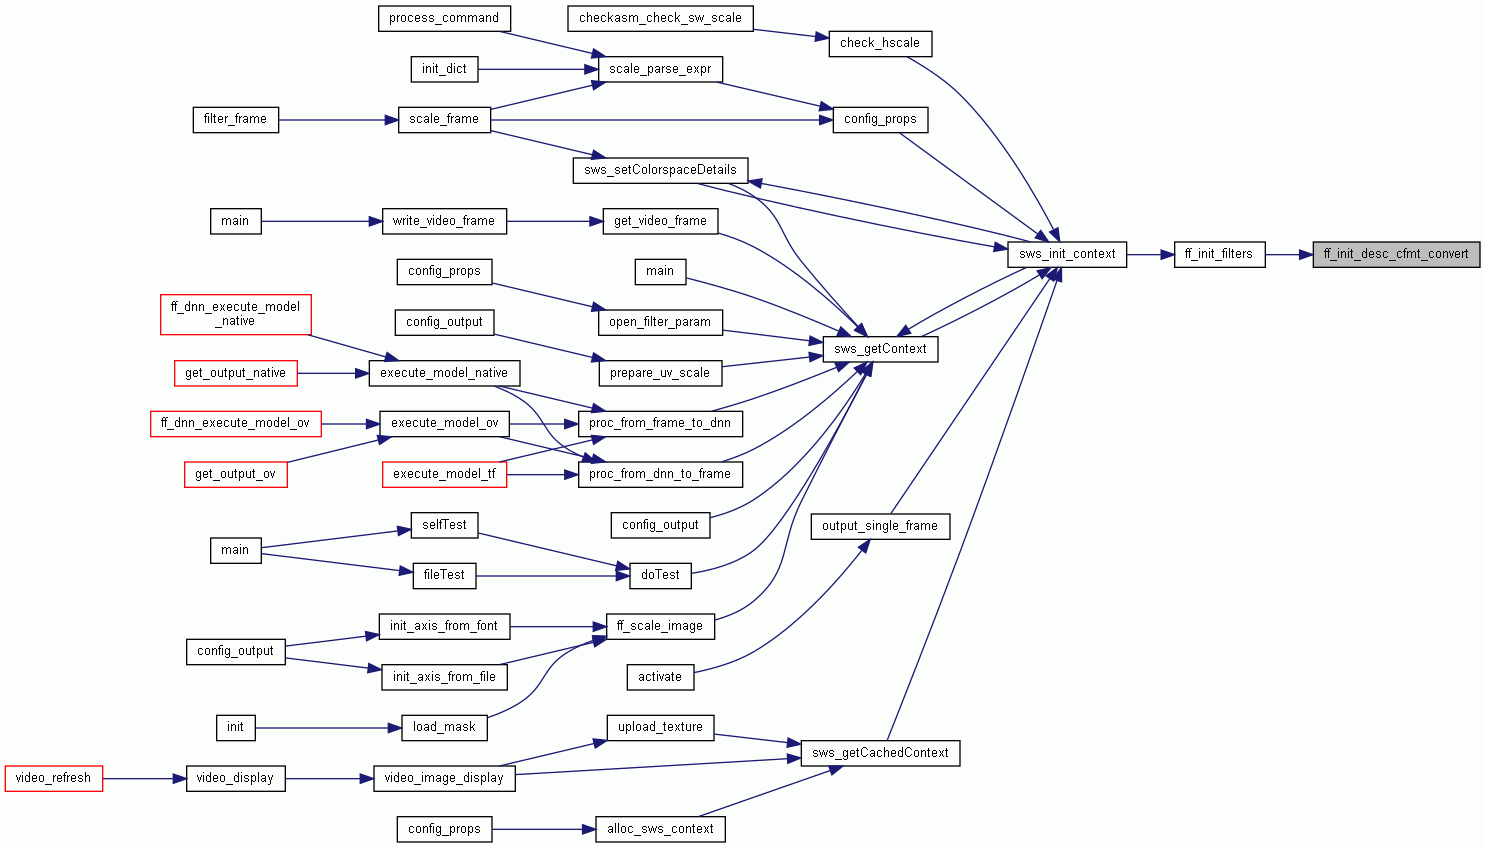 process_command
checkasm_check_sw_scale
check_hscale
init_dict
scale_parse_expr
filter_frame
scale_frame
config_props
sws_setColorspaceDetails
main
write_video_frame
get_video_frame
sws_init_context
ff_init_filters
ff_init_desc_cfmt_convert
config_props
main
ff_dnn_execute_model
_native
config_output
open_filter_param
sws_getContext
get_output_native
execute_model_native
prepare_uv_scale
ff_dnn_execute_model_ov
execute_model_ov
proc_from_frame_to_dnn
get_output_ov
execute_model_tf
proc_from_dnn_to_frame
selfTest
config_output
output_single_frame
main
fileTest
doTest
init_axis_from_font
ff_scale_image
config_output
init_axis_from_file
activate
init
load_mask
upload_texture
sws_getCachedContext
video_refresh
video_display
video_image_display
config_props
alloc_sws_context